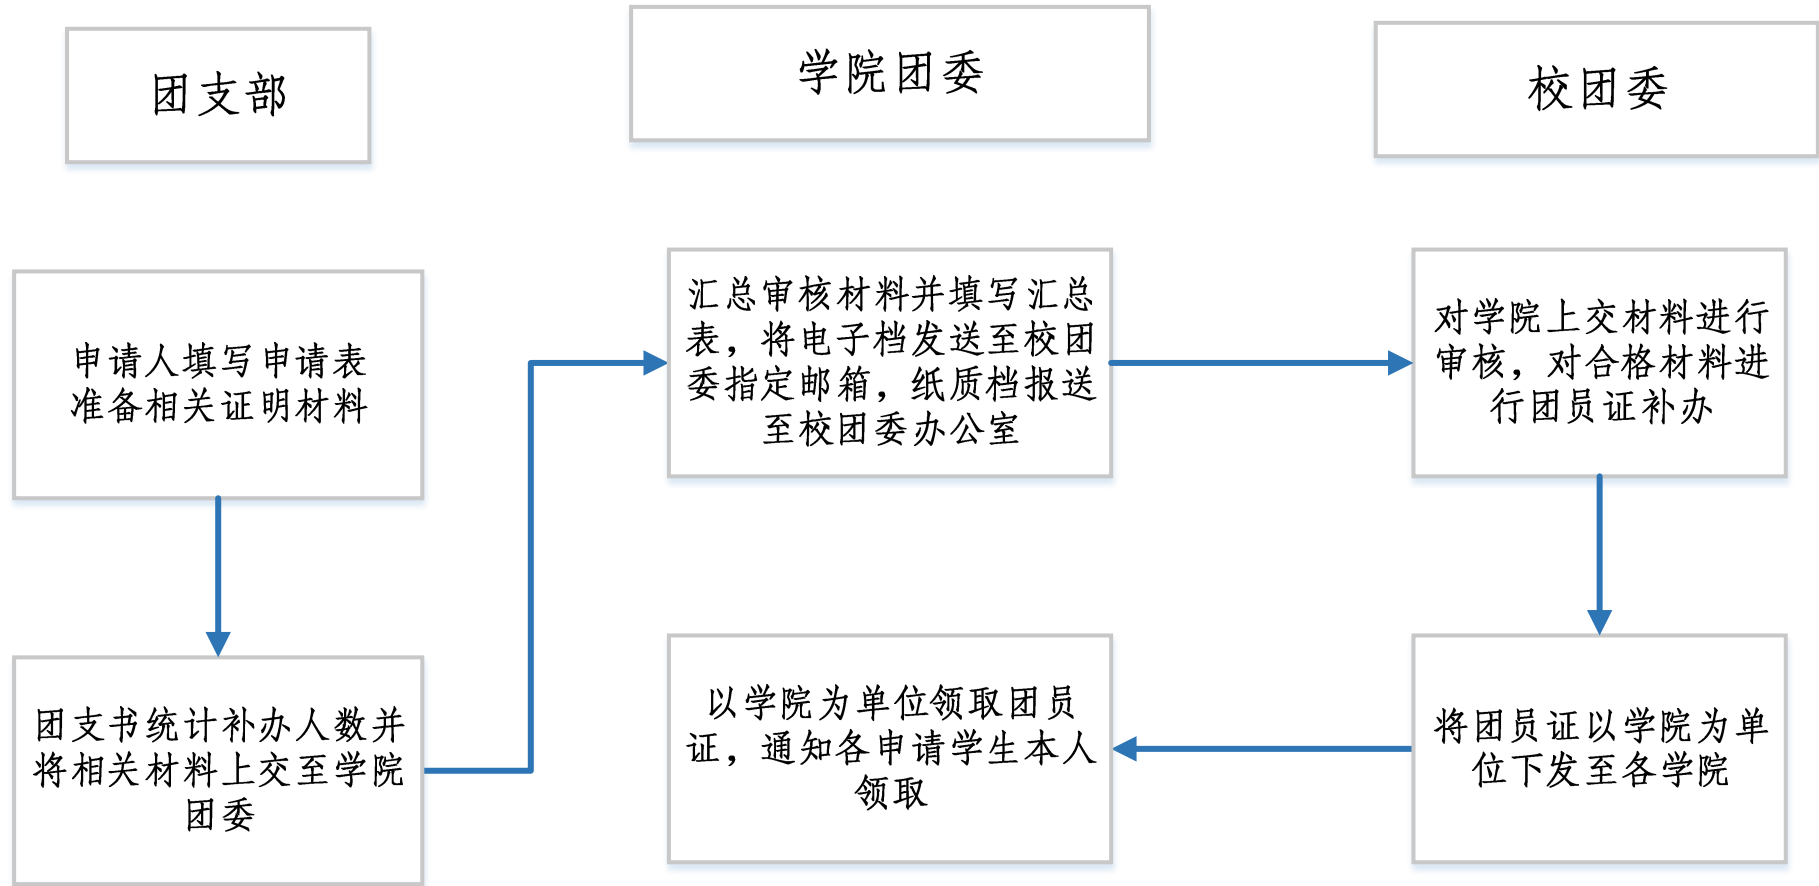 团支部
学院团委
校团委
申请人填写申请表
准备相关证明材料
团支书统计补办人数并
将相关材料上交至学院
团委
汇总审核材料并填写汇总
表，将电子档发送至校团
委指定邮箱，纸质档报送
至校团委办公室
对学院上交材料进行
审核，对合格材料进
行团员证补办
将团员证以学院为单
位下发至各学院
以学院为单位领取团员
证，通知各申请学生本人
领取